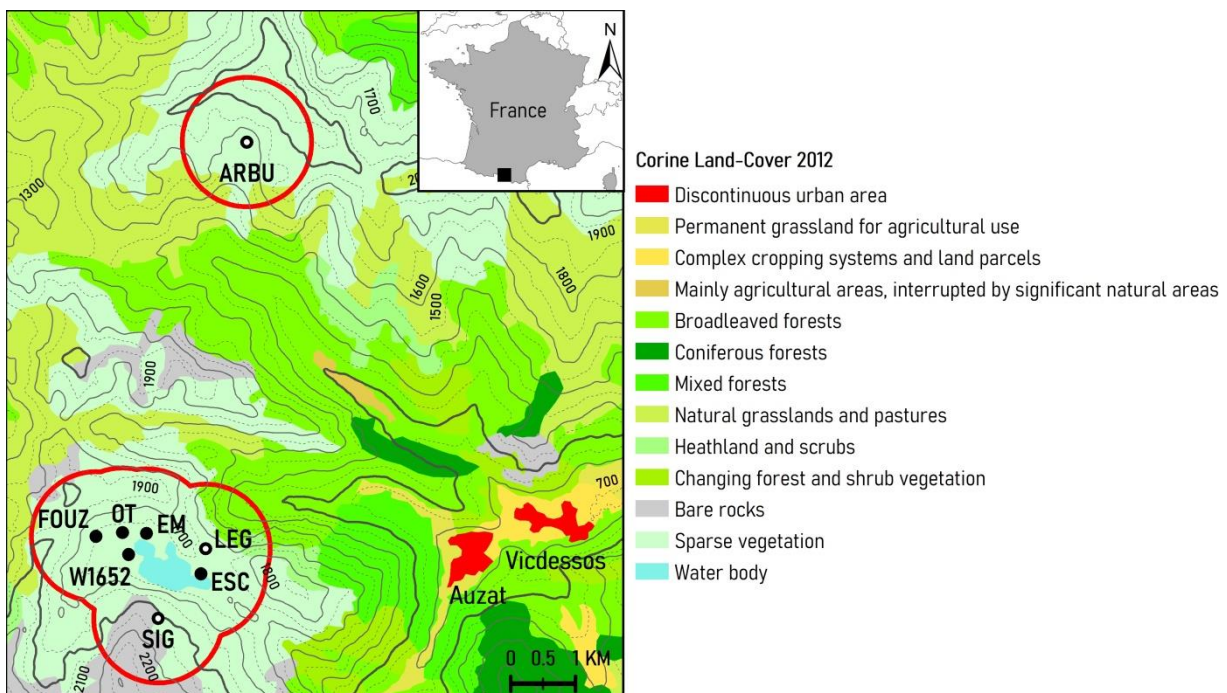 N
France
1700
ARBU
1300
20
1900
1800
1600
1500
1900
1900
700
FOUZ
OT
EM
LEG
1800
W1652
ESC
Vicdessos
Auzat
SIG
2200
2100
0 0.5 1 KM
Corine Land-Cover 2012
Discontinuous urban area
Permanent grassland for agricultural use
Complex cropping systems and land parcels
Mainly agricultural areas, interrupted by significant natural areas
Broadleaved forests
Coniferous forests
Mixed forests
Natural grasslands and pastures
Heathland and scrubs
Changing forest and shrub vegetation
Bare rocks
Sparse vegetation
Water body